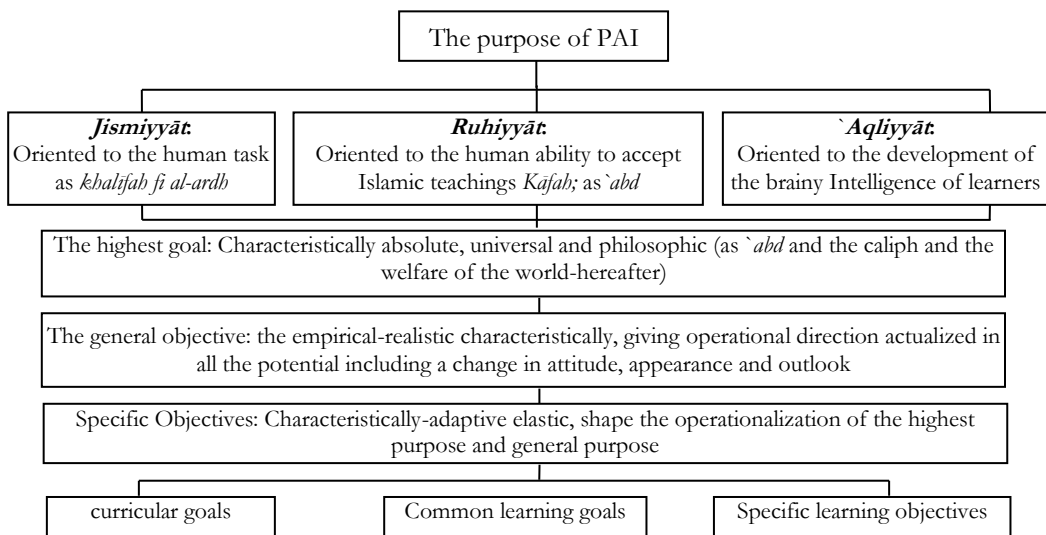 The purpose of PAI
Jismiyyāt:
Oriented to the human task
as khalīfah fi al-ardh
Ruhiyyāt:
Oriented to the human ability to accept
Islamic teachings Kāfah; as `abd
`Aqliyyāt:
Oriented to the development of
the brainy Intelligence of learners
The highest goal: Characteristically absolute, universal and philosophic (as `abd and the caliph and the
welfare of the world-hereafter)
The general objective: the empirical-realistic characteristically, giving operational direction actualized in
all the potential including a change in attitude, appearance and outlook
Specific Objectives: Characteristically-adaptive elastic, shape the operationalization of the highest
purpose and general purpose
curricular goals
Common learning goals
Specific learning objectives